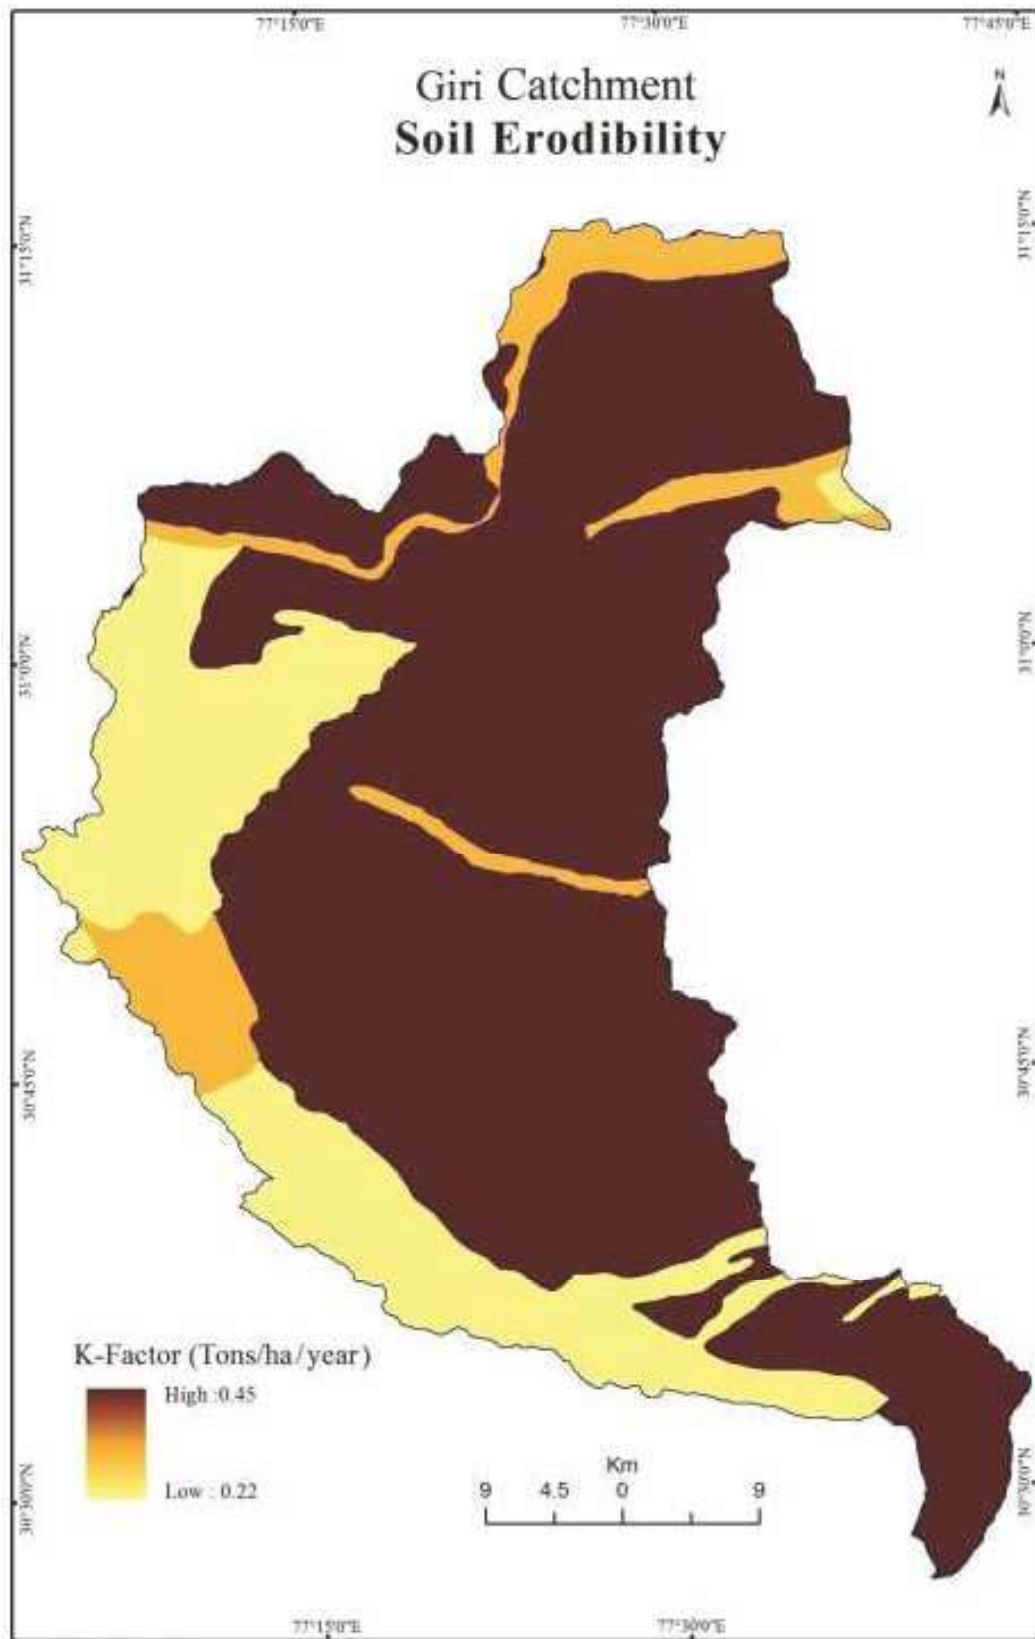 77°15'0"E 77°30'0"E 77°45'0"E
N
Giri Catchment
Soil Erodibility
31°15'0"N 31°15'0"N
31°0'0"N 31°0'0"N
30°45'0"N 30°45'0"N
K-Factor (Tons/ha/year)
High :0.45
Low : 0.22
Km
9 4.5 0 9
30°30'0"N 30°30'0"N
77°15'0"E 77°30'0"E